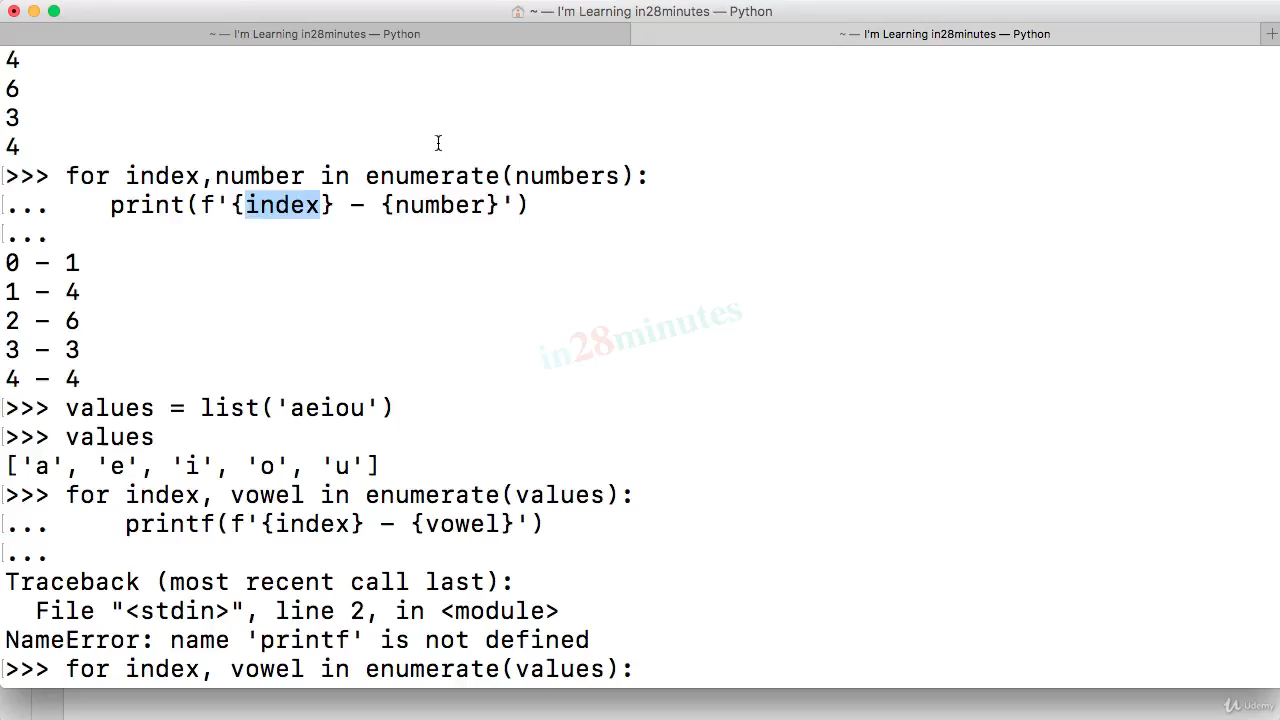 ~ — I'm Learning in28minutes — Python
~ — I'm Learning in28minutes — Python
~ — I'm Learning in28minutes — Python
4
6
3
4
>>> for index,number in enumerate(numbers):
...    print(f'{index} - {number}')
...
0 - 1
1 - 4
2 - 6
3 - 3
4 - 4
>>> values = list('aeiou')
>>> values
['a', 'e', 'i', 'o', 'u']
>>> for index, vowel in enumerate(values):
...     printf(f'{index} - {vowel}')
...
Traceback (most recent call last):
  File "<stdin>", line 2, in <module>
NameError: name 'printf' is not defined
>>> for index, vowel in enumerate(values):
in28minutes
Udemy